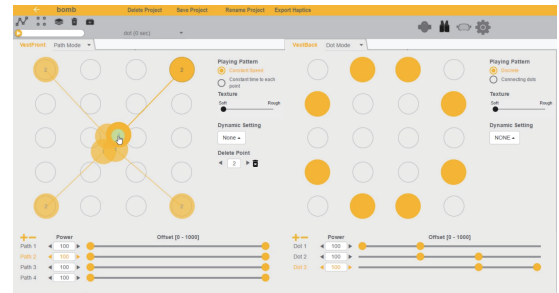 bomb Delete Project Save Project Rename Project Export Haptics
dot (0 sec)
VestFront Path Mode
VestBack Dot Mode
2
Playing Pattern
Constant Speed
Constant time to each
point
Texture
Soft Rough
Dynamic Setting
None
Delete Point
2
Playing Pattern
Discrete
Connecting dots
Texture
Soft Rough
Dynamic Setting
NONE
Power Offset [0 - 1000]
Path 1 100
Path 2 100
Path 3 100
Path 4 100
Power Offset [0 - 1000]
Dot 1 100
Dot 2 100
Dot 3 100